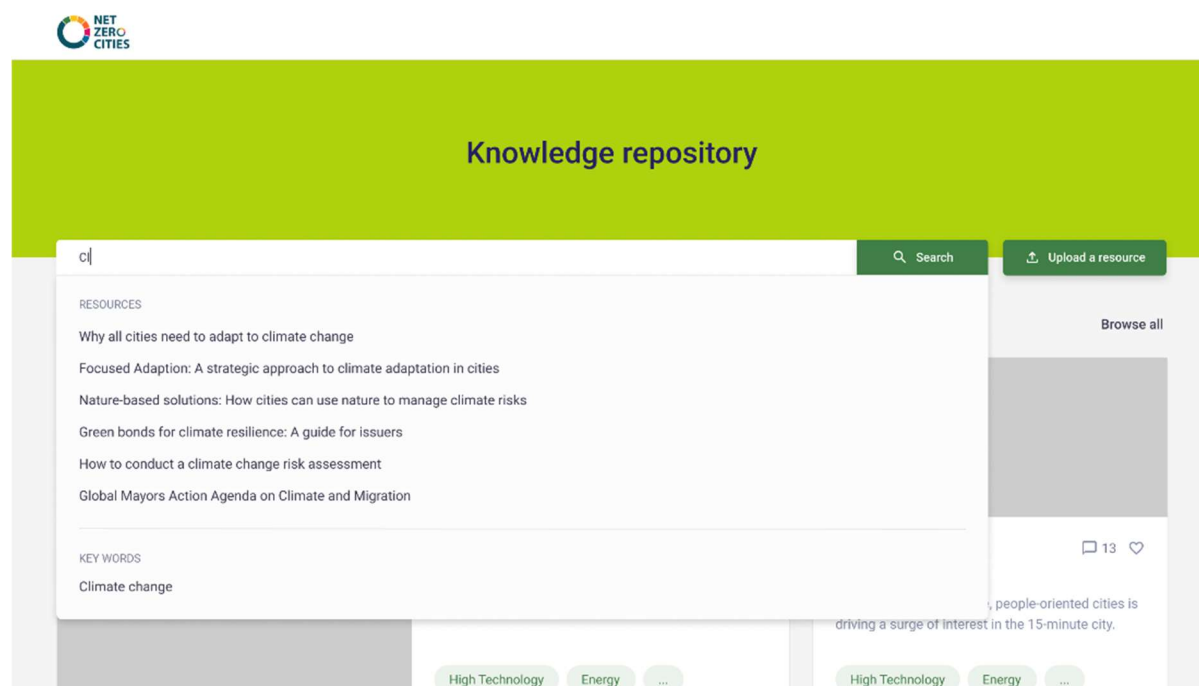 NET
ZERO
CITIES
Knowledge repository
Cl
Search
Upload a resource
RESOURCES
Why all cities need to adapt to climate change
Browse all
Focused Adaption: A strategic approach to climate adaptation in cities
Nature-based solutions: How cities can use nature to manage climate risks
Green bonds for climate resilience: A guide for issuers
How to conduct a climate change risk assessment
Global Mayors Action Agenda on Climate and Migration
KEY WORDS
13
Climate change
, people-oriented cities is
driving a surge of interest in the 15-minute city.
High Technology Energy ...
High Technology Energy ...